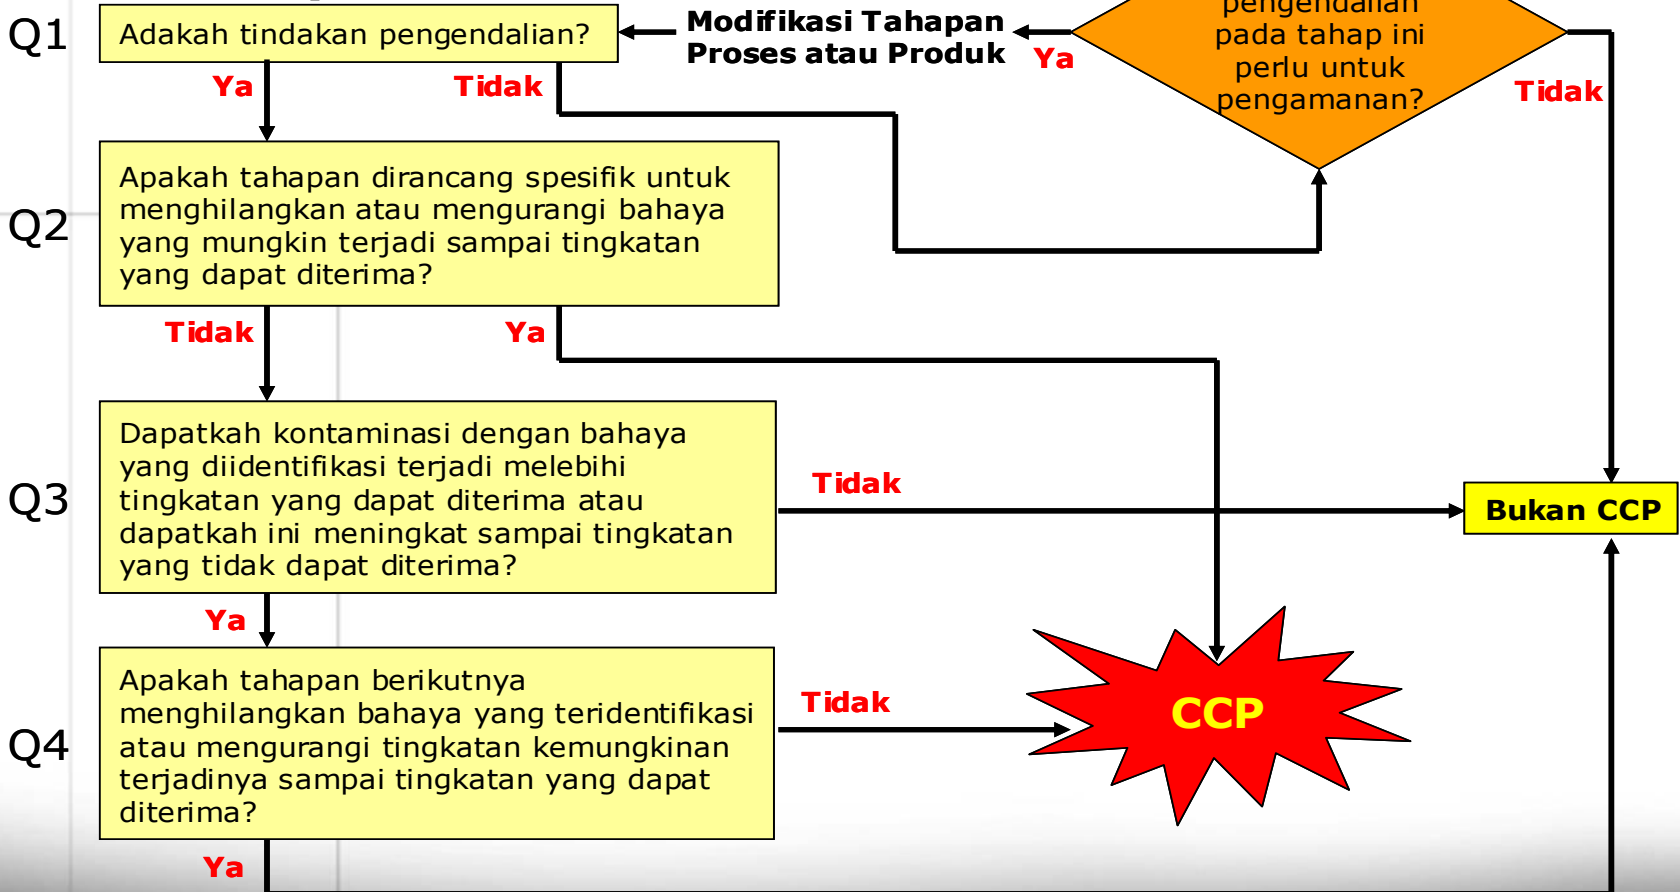 Q1
Adakah tindakan pengendalian?
Modifikasi Tahapan
Proses atau Produk
Ya
pengendalian
pada tahap ini
perlu untuk
pengamanan?
Tidak
Ya
Tidak
Q2
Apakah tahapan dirancang spesifik untuk
menghilangkan atau mengurangi bahaya
yang mungkin terjadi sampai tingkatan
yang dapat diterima?
Tidak
Ya
Q3
Dapatkah kontaminasi dengan bahaya
yang diidentifikasi terjadi melebihi
tingkatan yang dapat diterima atau
dapatkah ini meningkat sampai tingkatan
yang tidak dapat diterima?
Tidak
Bukan CCP
Ya
Q4
Apakah tahapan berikutnya
menghilangkan bahaya yang teridentifikasi
atau mengurangi tingkatan kemungkinan
terjadinya sampai tingkatan yang dapat
diterima?
Tidak
CCP
Ya